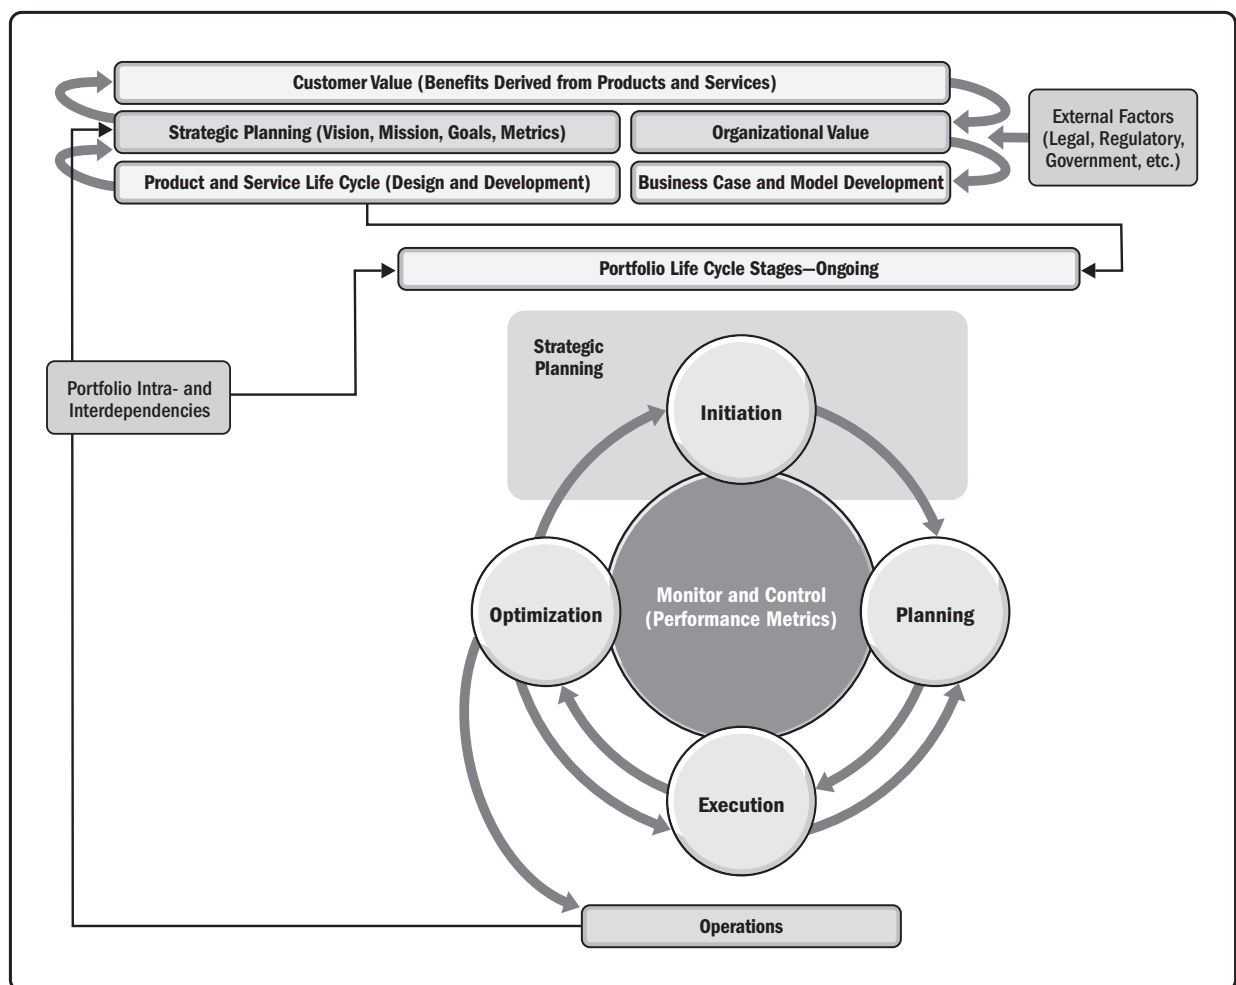 Customer Value (Benefits Derived from Products and Services)
Strategic Planning (Vision, Mission, Goals, Metrics)
Organizational Value
External Factors
(Legal, Regulatory,
Government, etc.)
Product and Service Life Cycle (Design and Development)
Business Case and Model Development
Portfolio Life Cycle Stages—Ongoing
Strategic
Planning
Portfolio Intra- and
Interdependencies
Initiation
Optimization
Monitor and Control
(Performance Metrics)
Planning
Execution
Operations